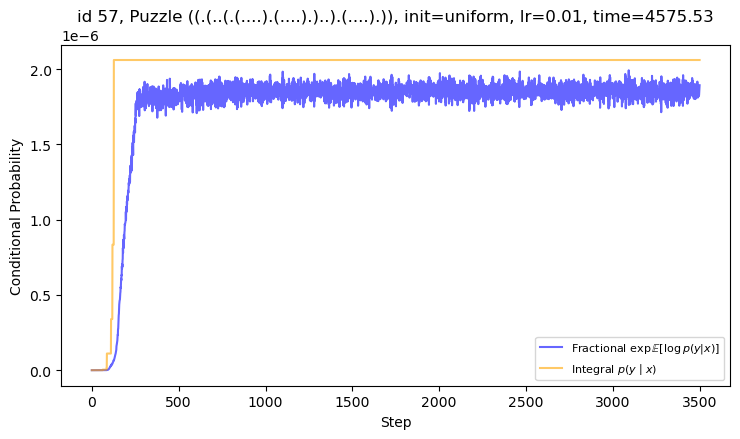 id 57, Puzzle ((.(..(.(....).(....).)..).(....).)), init=uniform, lr=0.01, time=4575.53
1e−6
2.0
1.5
1.0
0.5
0.0
Conditional Probability
0
500
1000
1500
2000
2500
3000
3500
Step
Fractional exp 𝔼[log p(y|x)]
Integral p(y | x)